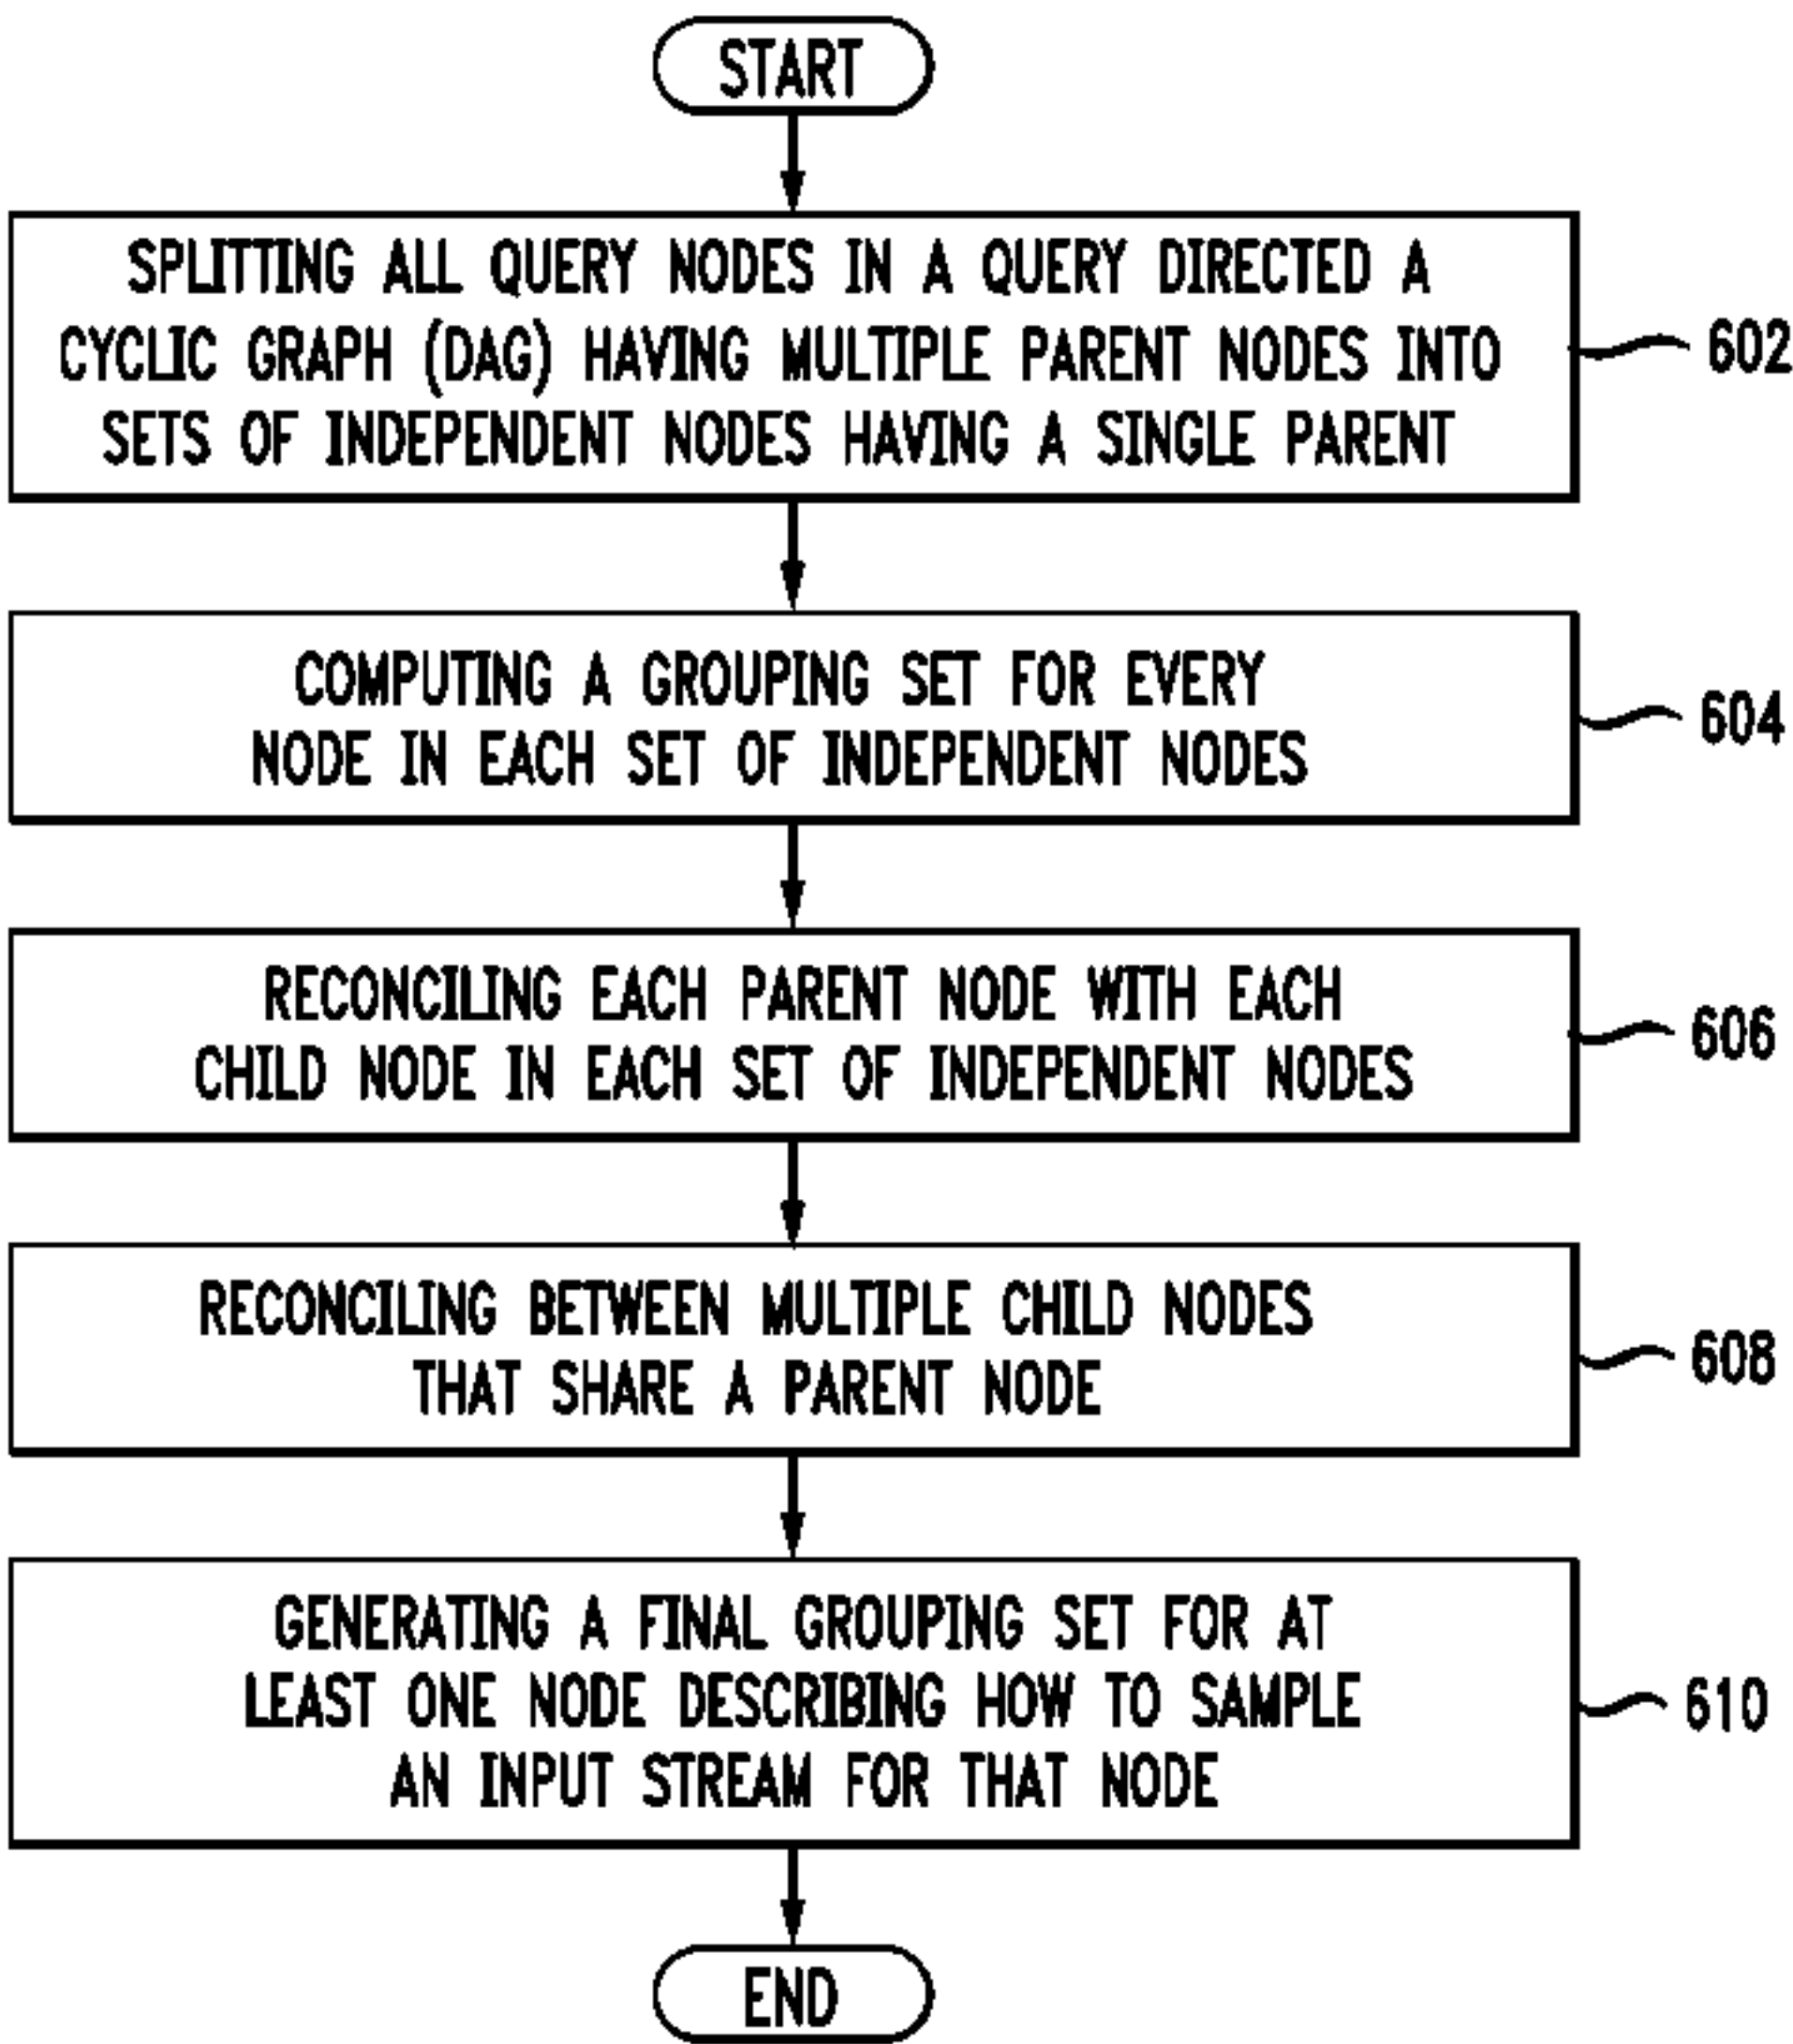 START
SPLITTING ALL QUERY NODES IN A QUERY DIRECTED A
CYCLIC GRAPH (DAG) HAVING MULTIPLE PARENT NODES INTO
SETS OF INDEPENDENT NODES HAVING A SINGLE PARENT
602
COMPUTING A GROUPING SET FOR EVERY
NODE IN EACH SET OF INDEPENDENT NODES
604
RECONCILING EACH PARENT NODE WITH EACH
CHILD NODE IN EACH SET OF INDEPENDENT NODES
606
RECONCILING BETWEEN MULTIPLE CHILD NODES
THAT SHARE A PARENT NODE
608
GENERATING A FINAL GROUPING SET FOR AT
LEAST ONE NODE DESCRIBING HOW TO SAMPLE
AN INPUT STREAM FOR THAT NODE
610
END